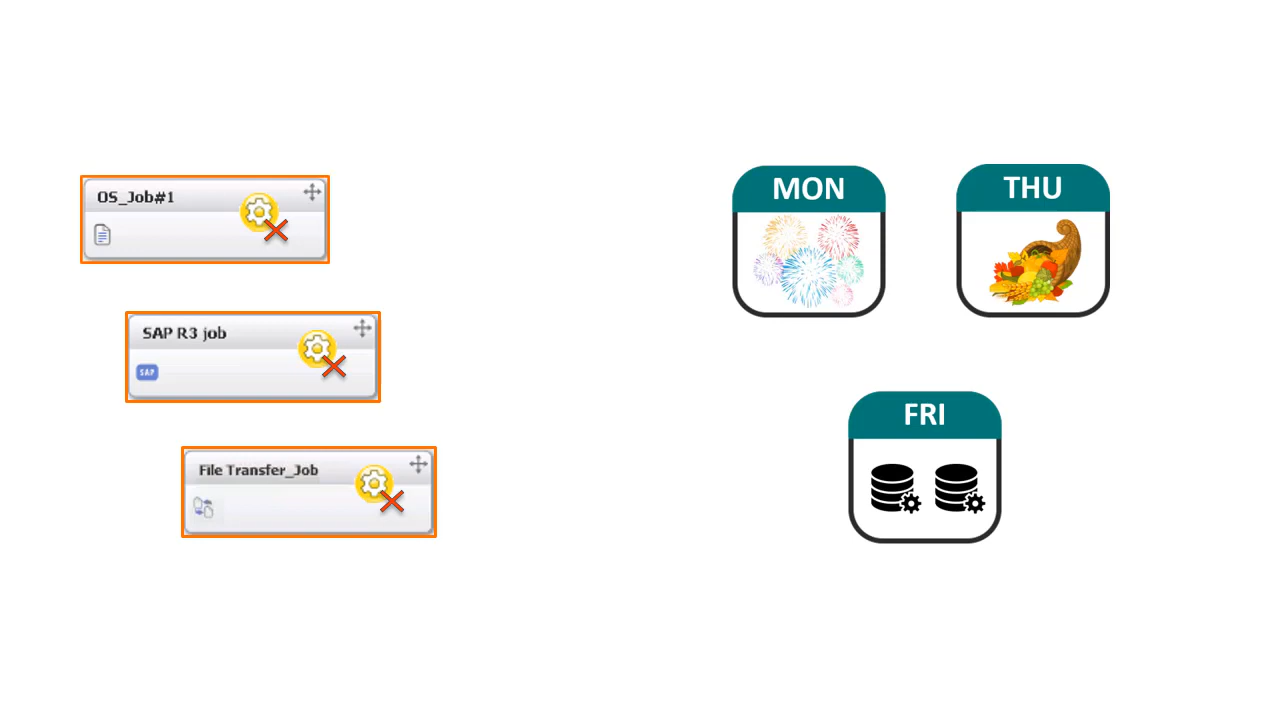 OS_Job#1
SAP R3 job
SAP
File Transfer_Job
MON
THU
FRI